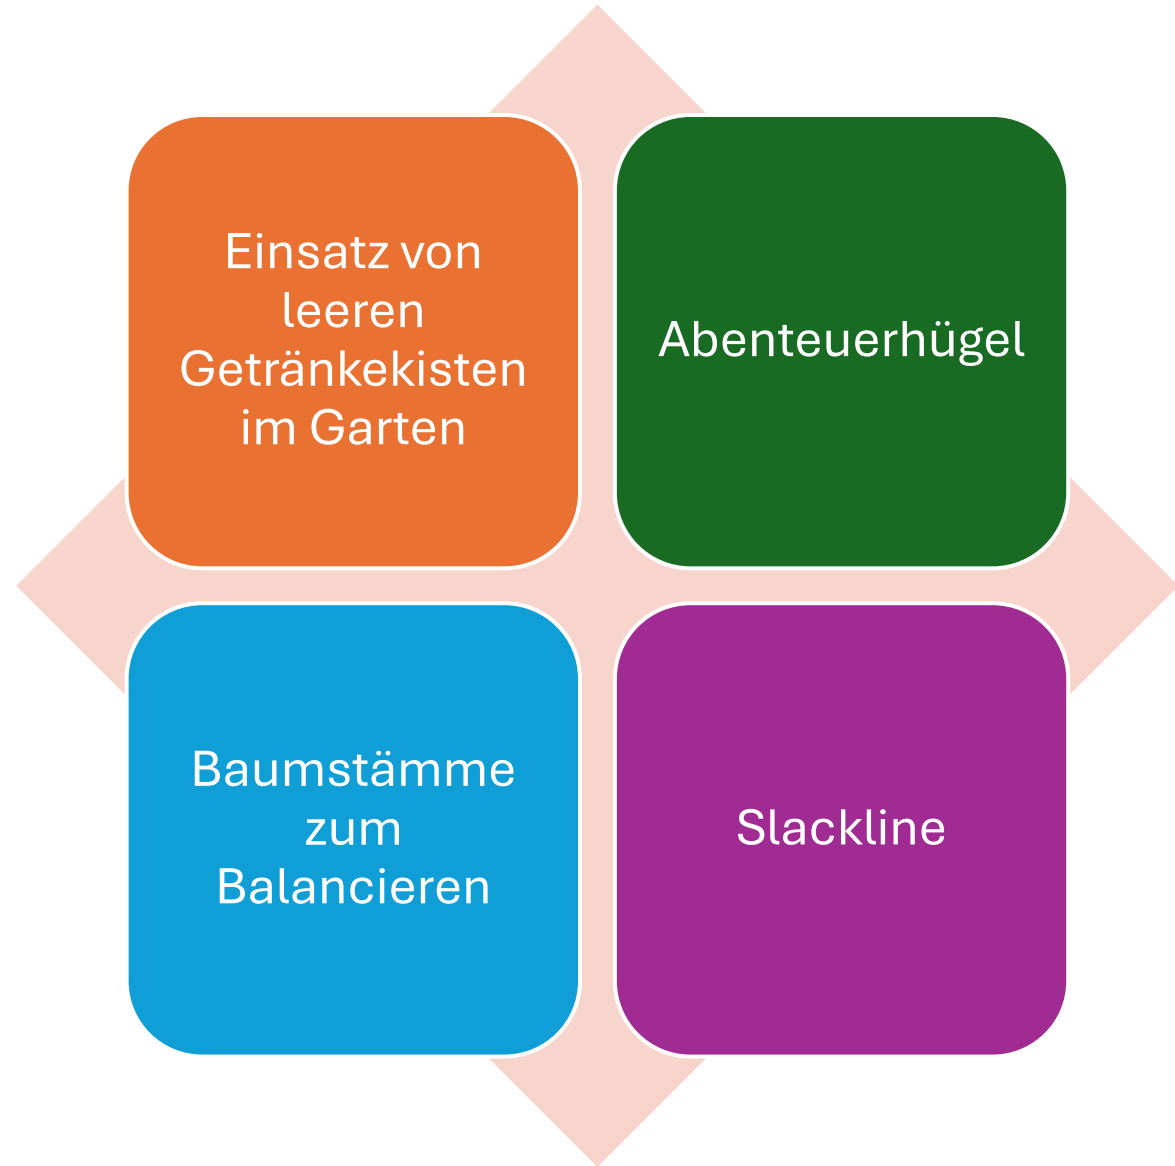 Einsatz von
leeren
Getränkekisten
im Garten
Abenteuerhügel
Baumstämme
zum
Balancieren
Slackline